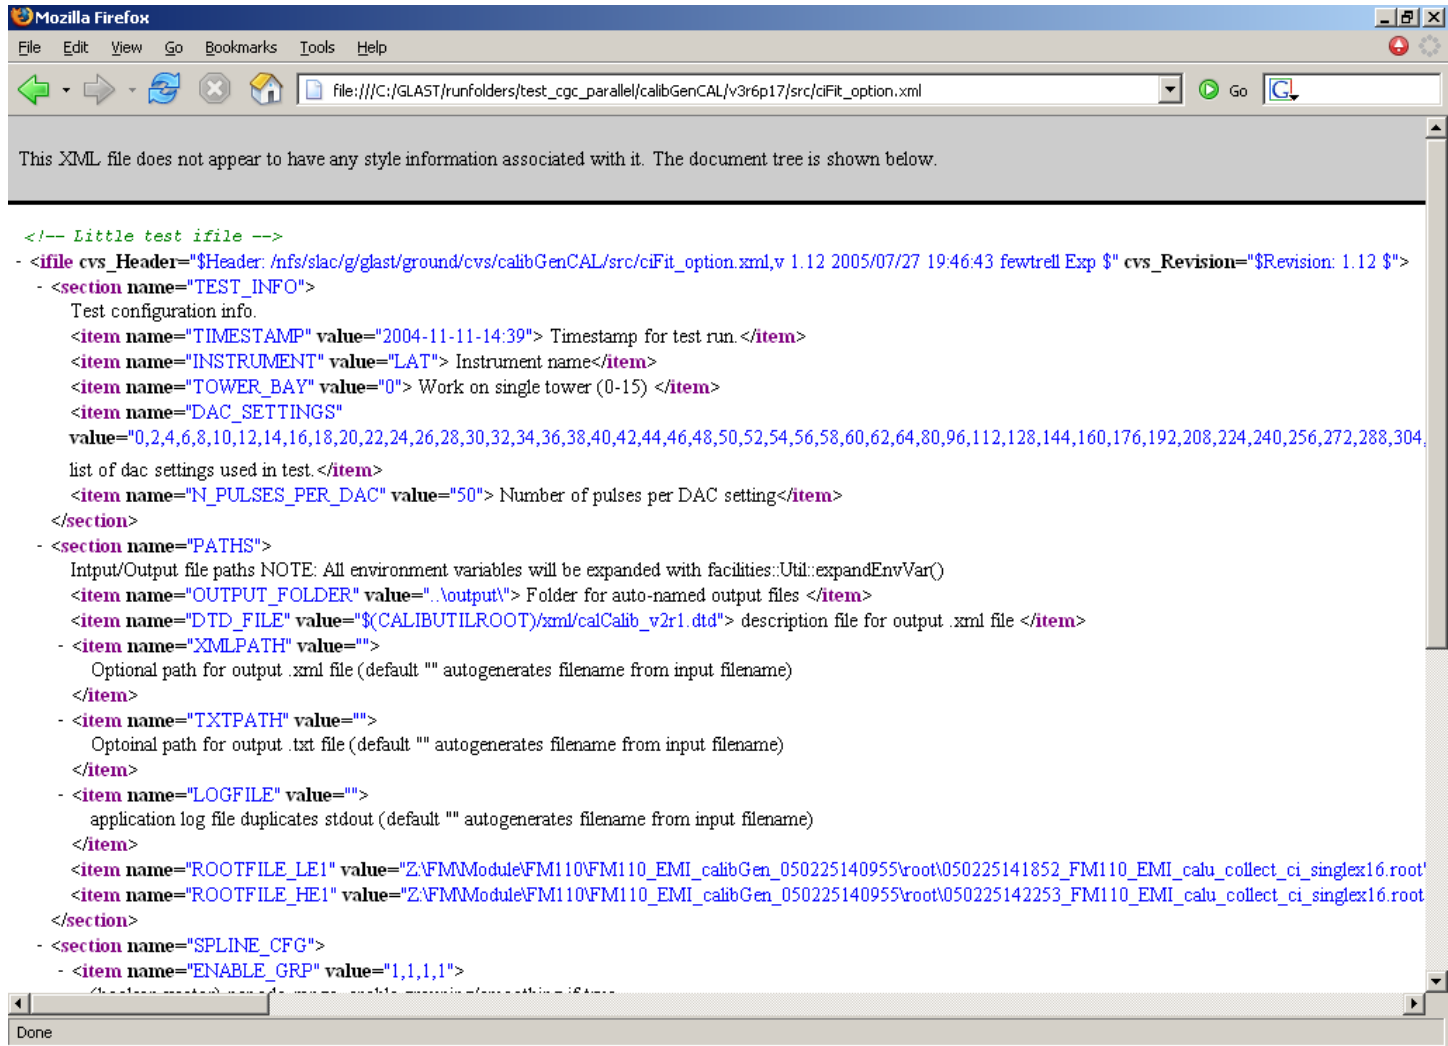 Mozilla Firefox
File Edit View Go Bookmarks Tools Help
file:///C:/GLAST/runfolders/test_cgc_parallel/calibGenCAL/v3r6p17/src/ciFit_option.xml Go G
This XML file does not appear to have any style information associated with it. The document tree is shown below.
<!-- Little test ifile -->
- <ifile cvs_Header="$Header: /nfs/slac/g/glast/ground/cvs/calibGenCAL/src/ciFit_option.xml,v 1.12 2005/07/27 19:46:43 fewtrell Exp $" cvs_Revision="$Revision: 1.12 $">
- <section name="TEST_INFO">
Test configuration info.
<item name="TIMESTAMP" value="2004-11-11-14:39"> Timestamp for test run.</item>
<item name="INSTRUMENT" value="LAT"> Instrument name</item>
<item name="TOWER_BAY" value="0"> Work on single tower (0-15) </item>
<item name="DAC_SETTINGS"
value="0,2,4,6,8,10,12,14,16,18,20,22,24,26,28,30,32,34,36,38,40,42,44,46,48,50,52,54,56,58,60,62,64,80,96,112,128,144,160,176,192,208,224,240,256,272,288,304,
list of dac settings used in test.</item>
<item name="N_PULSES_PER_DAC" value="50"> Number of pulses per DAC setting</item>
</section>
- <section name="PATHS">
Intput/Output file paths NOTE: All environment variables will be expanded with facilities::Util::expandEnvVar()
<item name="OUTPUT_FOLDER" value="..\output\"> Folder for auto-named output files </item>
<item name="DTD_FILE" value="$(CALIBUTILROOT)/xml/calCalib_v2r1.dtd"> description file for output .xml file </item>
- <item name="XMLPATH" value="">
Optional path for output .xml file (default "" autogenerates filename from input filename)
</item>
- <item name="TXTPATH" value="">
Optoinal path for output .txt file (default "" autogenerates filename from input filename)
</item>
- <item name="LOGFILE" value="">
application log file duplicates stdout (default "" autogenerates filename from input filename)
</item>
<item name="ROOTFILE_LE1" value="Z:\FM\Module\FM110\FM110_EMI_calibGen_050225140955\root\050225141852_FM110_EMI_calu_collect_ci_singlex16.root"
<item name="ROOTFILE_HE1" value="Z:\FM\Module\FM110\FM110_EMI_calibGen_050225140955\root\050225142253_FM110_EMI_calu_collect_ci_singlex16.root
</section>
- <section name="SPLINE_CFG">
- <item name="ENABLE_GRP" value="1,1,1,1">
Done